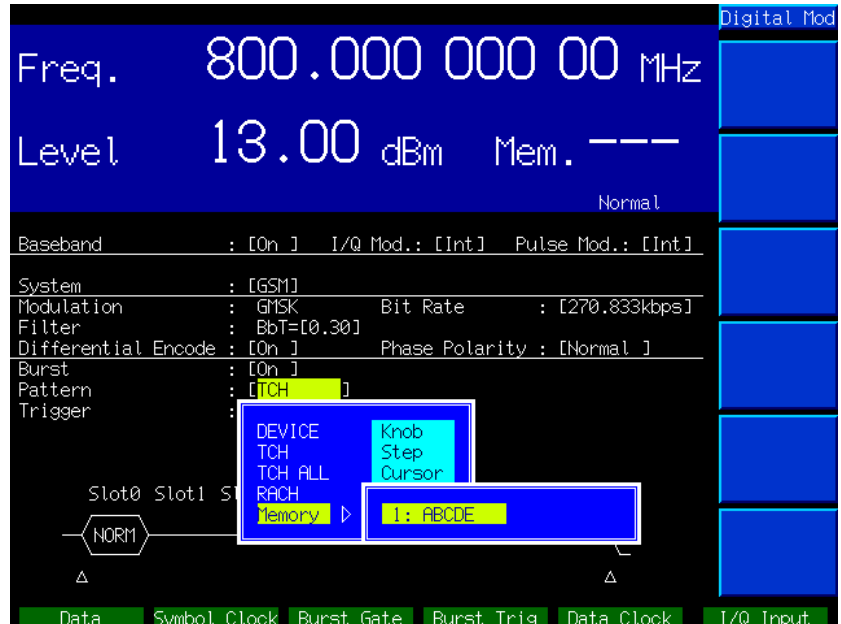 Digital Mod
Freq. 800.000 000 00 MHz
Level 13.00 dBm Mem. ---
Normal
Baseband : [On ] I/Q Mod.: [Int] Pulse Mod.: [Int]
System : [GSM]
Modulation : GMSK Bit Rate : [270.833kbps]
Filter : BbT=[0.30]
Differential Encode : [On ] Phase Polarity : [Normal ]
Burst : [On ]
Pattern : [TCH ]
Trigger :
DEVICE Knob
TCH Step
TCH ALL Cursor
Slot0 Slot1 RACH
Memory ▷ 1: ABCDE
NORM
Data Symbol Clock Burst Gate Burst Trig Data Clock I/Q Input